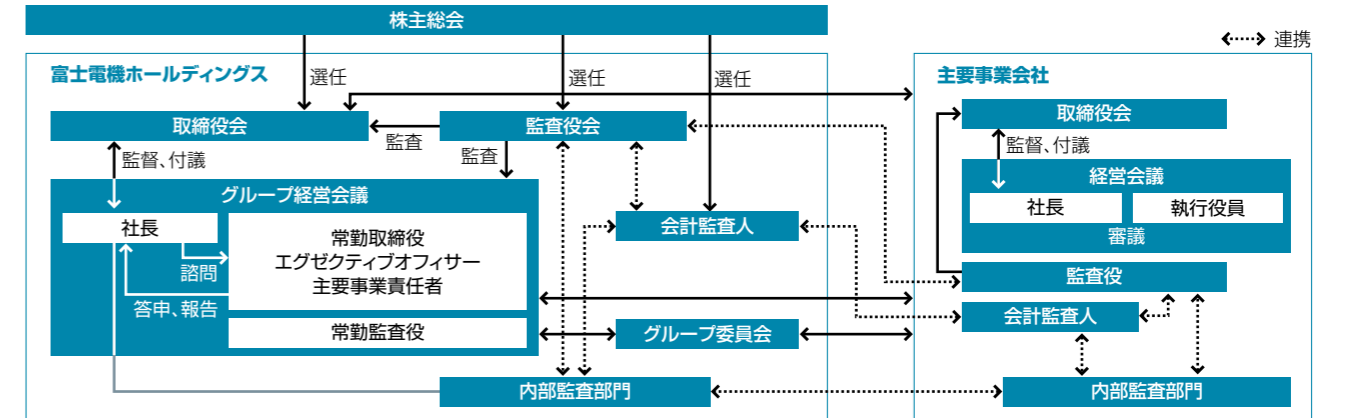 株主総会
連携
富士電機ホールディングス
選任
選任
選任
主要事業会社
取締役会
監査
監査役会
取締役会
監督、付議
監査
監督、付議
グループ経営会議
経営会議
社長
常勤取締役
エグゼクティブオフィサー
主要事業責任者
会計監査人
社長
執行役員
審議
諮問
監査役
答申、報告
会計監査人
常勤監査役
グループ委員会
内部監査部門
内部監査部門